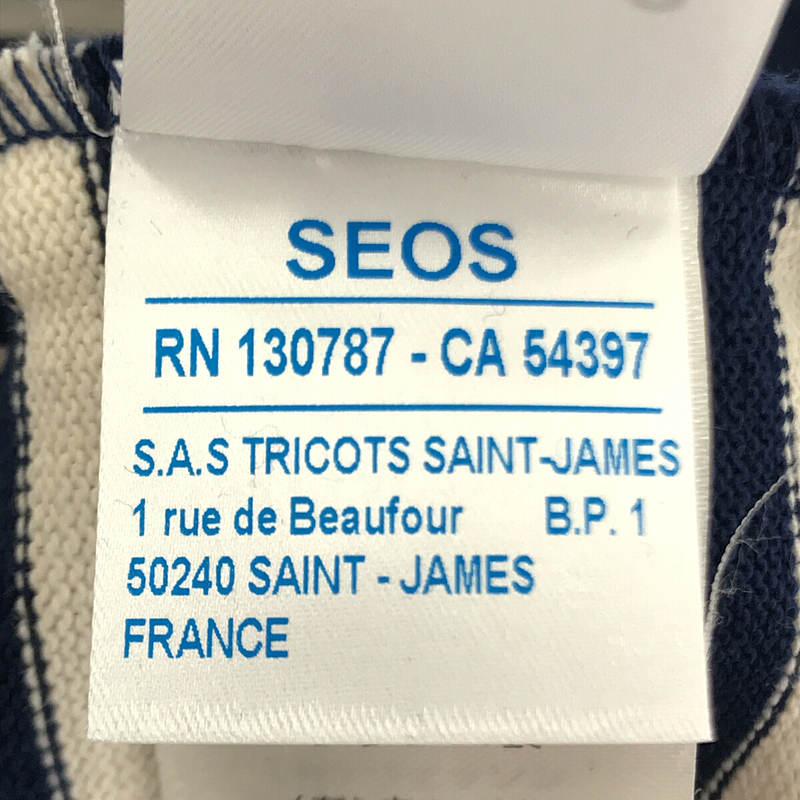 SEOS
RN 130787 - CA 54397
S.A.S TRICOTS SAINT-JAMES
1 rue de Beaufour B.P. 1
50240 SAINT - JAMES
FRANCE